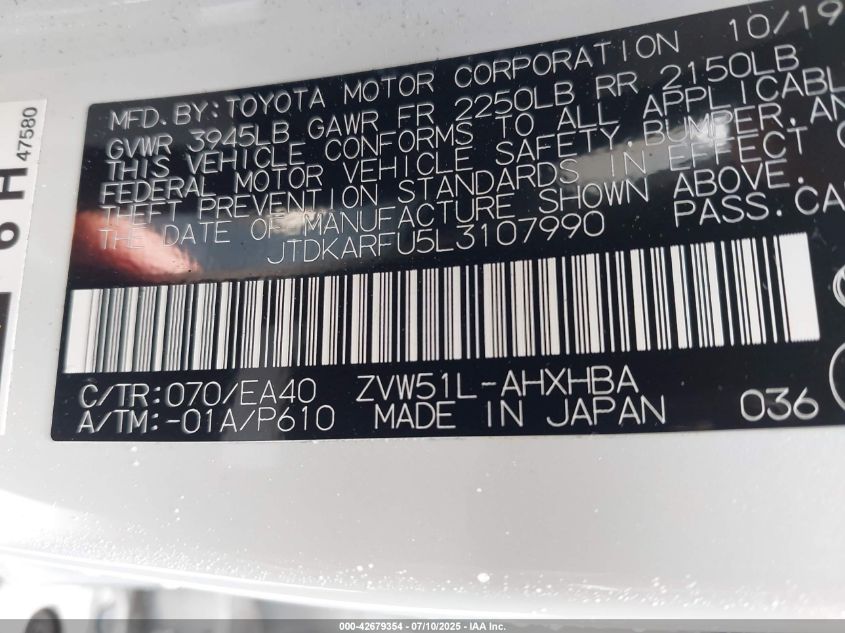 MFD. BY: TOYOTA MOTOR CORPORATION 10/19
GVWR 3945LB GAWR FR 2250LB RR 2150LB
THIS VEHICLE CONFORMS TO ALL APPLICABL
FEDERAL MOTOR VEHICLE SAFETY, BUMPER, AN
THEFT PREVENTION STANDARDS IN EFFECT
THE DATE OF MANUFACTURE SHOWN ABOVE.
JTDKARFU5L3107990 PASS. CA
C/TR: 070/EA40 ZVW51L-AHXHBA
A/TM: -01A/P610 MADE IN JAPAN 036
47580
000-42679354 - 07/10/2025 - IAA Inc.